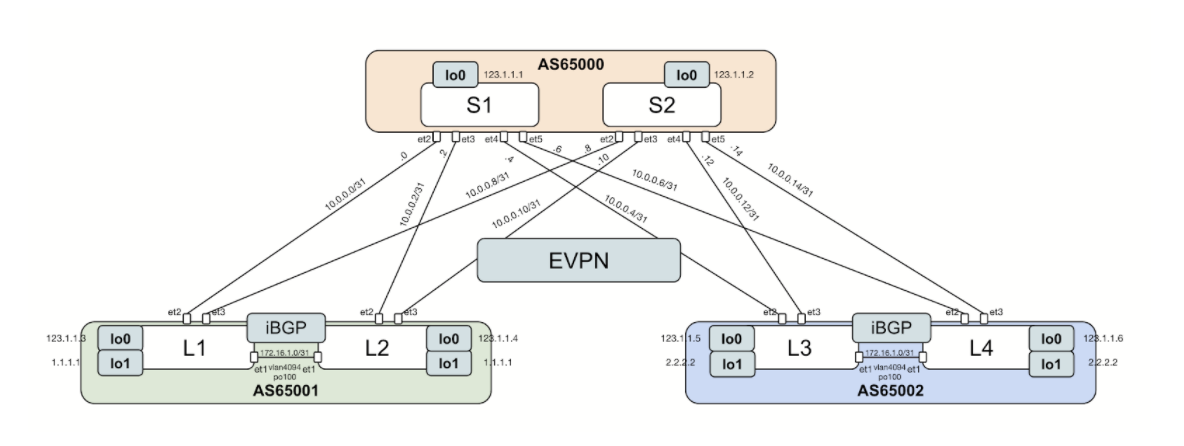 AS65000
lo0 123.1.1.1
lo0 123.1.1.2
S1
S2
et2 et3 et4 et5 et2 et3 et4 et5
.0 .2 .4 .6 .8 .10 .12 .14
10.0.0.0/31
10.0.0.2/31
10.0.0.8/31
10.0.0.10/31
10.0.0.4/31
10.0.0.6/31
10.0.0.12/31
10.0.0.14/31
EVPN
et2 et3 et2 et3 et2 et3 et2 et3
123.1.1.3 lo0 L1 iBGP L2 lo0 123.1.1.4
1.1.1.1 lo1 172.16.1.0/31 lo1 1.1.1.1
et1 vlan4094 et1
po100
AS65001
123.1.1.5 lo0 L3 iBGP L4 lo0 123.1.1.6
2.2.2.2 lo1 172.16.1.0/31 lo1 2.2.2.2
et1 vlan4094 et1
po100
AS65002